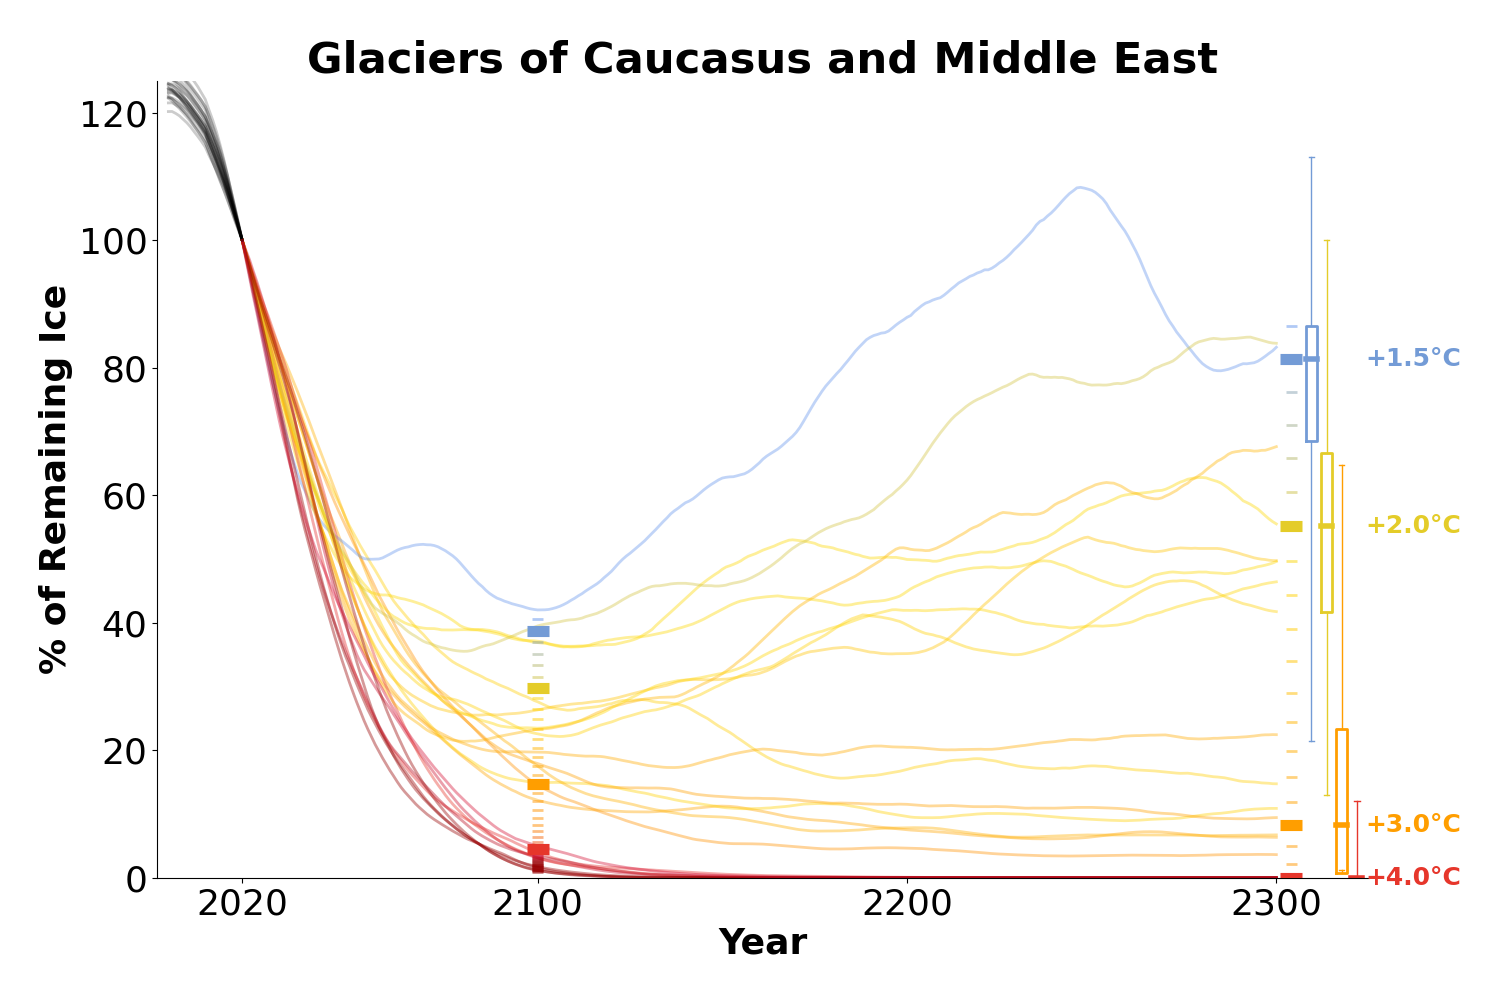 Glaciers of Caucasus and Middle East
% of Remaining Ice
120
100
80
60
40
20
0
+1.5°C
+2.0°C
+3.0°C
+4.0°C
2020
2100
2200
2300
Year